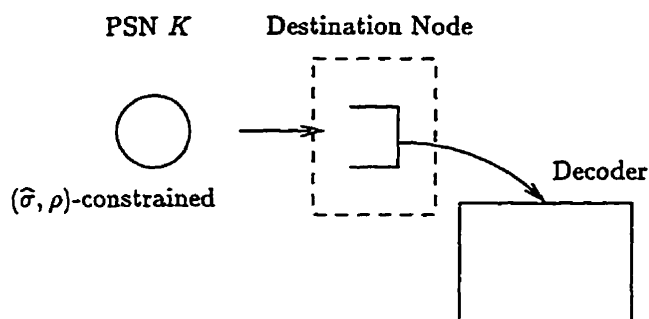 PSN K
Destination Node
Decoder
(σ̂, ρ)-constrained